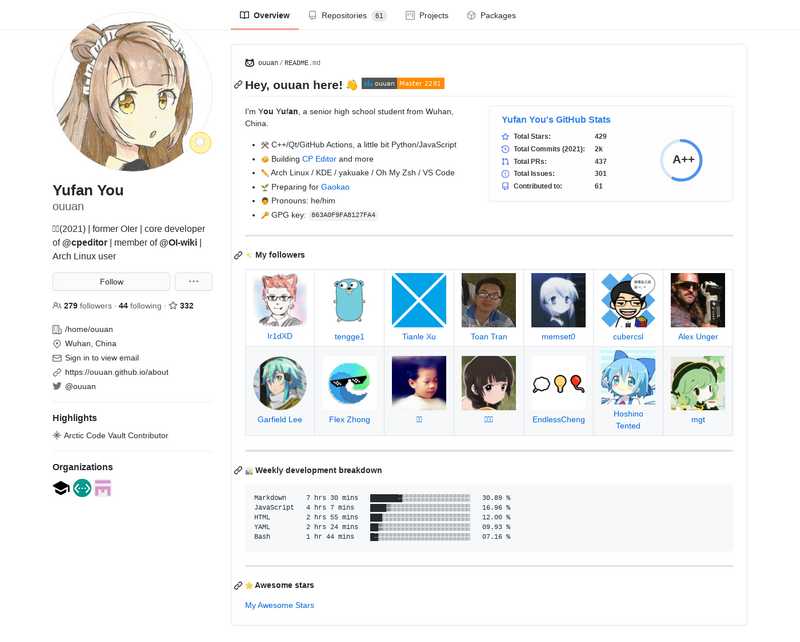 Overview
Repositories 61
Projects
Packages
Yufan You
ouuan
(2021) | former OIer | core developer
of @cpeditor | member of @OI-wiki |
Arch Linux user
Follow
279 followers · 44 following · 332
/home/ouuan
Wuhan, China
Sign in to view email
https://ouuan.github.io/about
@ouuan
Highlights
Arctic Code Vault Contributor
Organizations
ouuan / README.md
Hey, ouuan here! 👋 ouuan Master 2281
I'm You Yufan, a senior high school student from Wuhan,
China.
• C++/Qt/GitHub Actions, a little bit Python/JavaScript
• Building CP Editor and more
• Arch Linux / KDE / yakuake / Oh My Zsh / VS Code
• Preparing for Gaokao
• Pronouns: he/him
• GPG key: 863A0F9FA8127FA4
Yufan You's GitHub Stats
Total Stars: 429
Total Commits (2021): 2k
Total PRs: 437
Total Issues: 301
Contributed to: 61
A++
My followers
lr1dXD
tengge1
Tianle Xu
Toan Tran
memset0
cubercsl
Alex Unger
Garfield Lee
Flex Zhong
EndlessCheng
Hoshino
Tented
mgt
Weekly development breakdown
Markdown 7 hrs 30 mins 30.89 %
JavaScript 4 hrs 7 mins 16.96 %
HTML 2 hrs 55 mins 12.00 %
YAML 2 hrs 24 mins 09.93 %
Bash 1 hr 44 mins 07.16 %
Awesome stars
My Awesome Stars